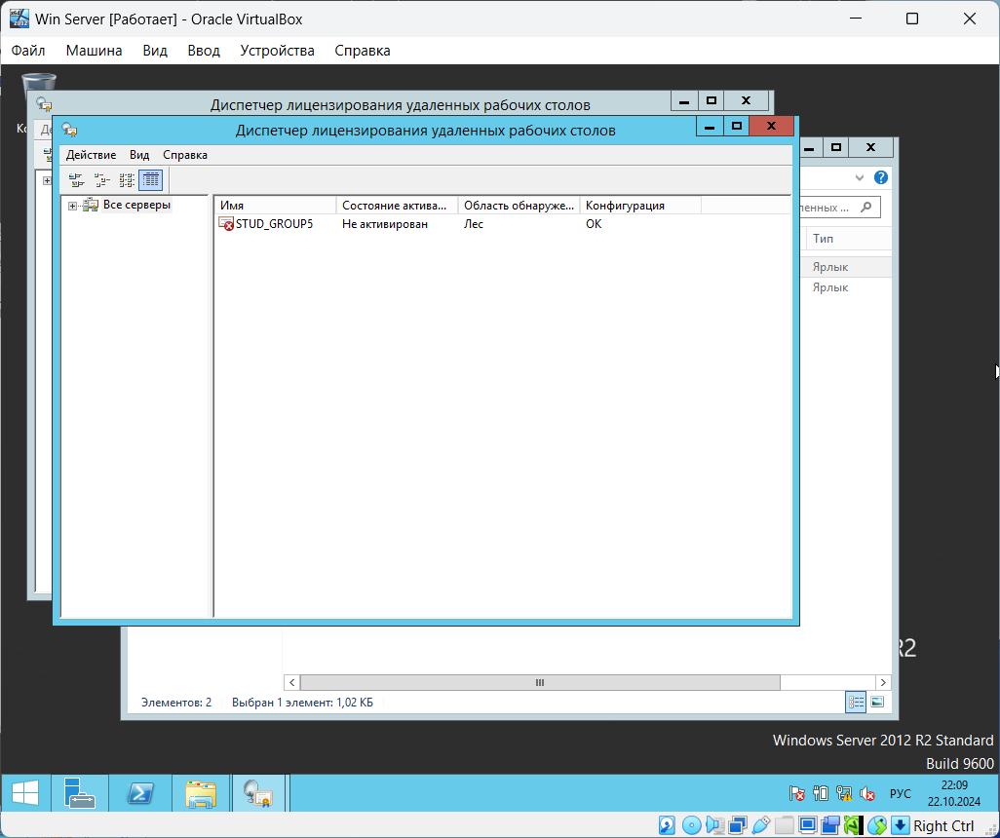 Win Server [Работает] - Oracle VirtualBox
Файл Машина Вид Ввод Устройства Справка
Диспетчер лицензирования удаленных рабочих столов
Диспетчер лицензирования удаленных рабочих столов
Действие Вид Справка
Все серверы
Имя Состояние актива... Область обнаруже... Конфигурация
STUD_GROUP5 Не активирован Лес ОК
Тип
Ярлык
Ярлык
R2
Элементов: 2 Выбран 1 элемент: 1,02 КБ
Windows Server 2012 R2 Standard
Build 9600
РУС
22:09
22.10.2024
Right Ctrl